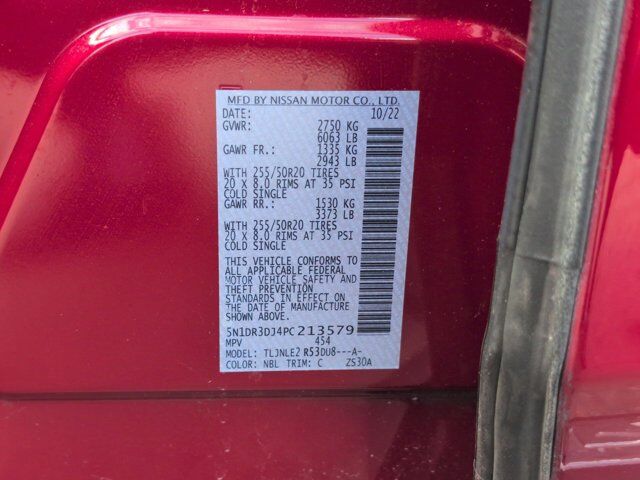 MFD BY NISSAN MOTOR CO., LTD.
DATE: 10/22
GVWR: 2750 KG
6063 LB
GAWR FR.: 1335 KG
2943 LB
WITH 255/50R20 TIRES
20 X 8.0 RIMS AT 35 PSI
COLD SINGLE
GAWR RR.: 1530 KG
3373 LB
WITH 255/50R20 TIRES
20 X 8.0 RIMS AT 35 PSI
COLD SINGLE
THIS VEHICLE CONFORMS TO
ALL APPLICABLE FEDERAL
MOTOR VEHICLE SAFETY AND
THEFT PREVENTION
STANDARDS IN EFFECT ON
THE DATE OF MANUFACTURE
SHOWN ABOVE.
5N1DR3DJ4PC213579
MPV 454
MODEL: TLJNLE2 R53DU8---A-
COLOR: NBL TRIM: C ZS30A